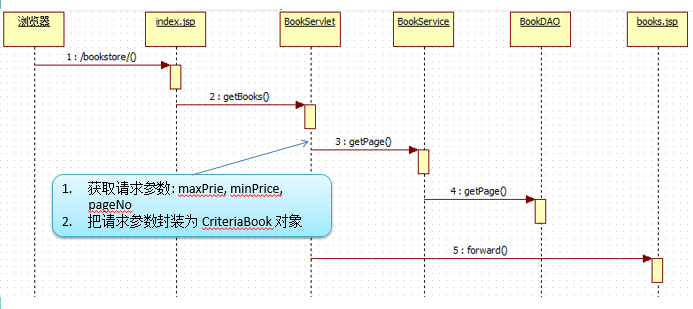 浏览器
index.jsp
BookServlet
BookService
BookDAO
books.jsp
1 : /bookstore/()
2 : getBooks()
3 : getPage()
1. 获取请求参数: maxPrie, minPrice,
pageNo
2. 把请求参数封装为 CriteriaBook 对象
4 : getPage()
5 : forward()